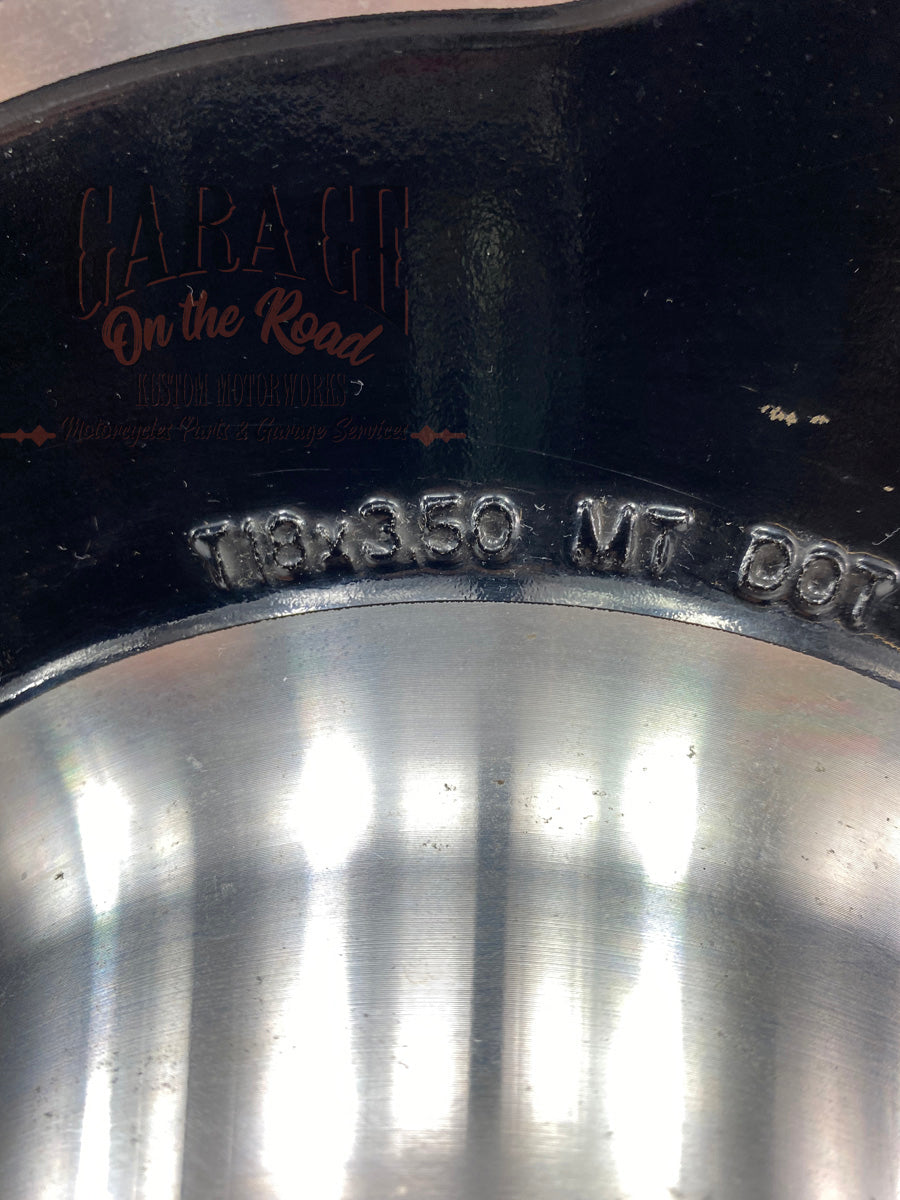 GARAGE
On the Road
KUSTOM MOTORWORKS
Motorcycles Parts & Garage Services
T18x3.50 MT DOT